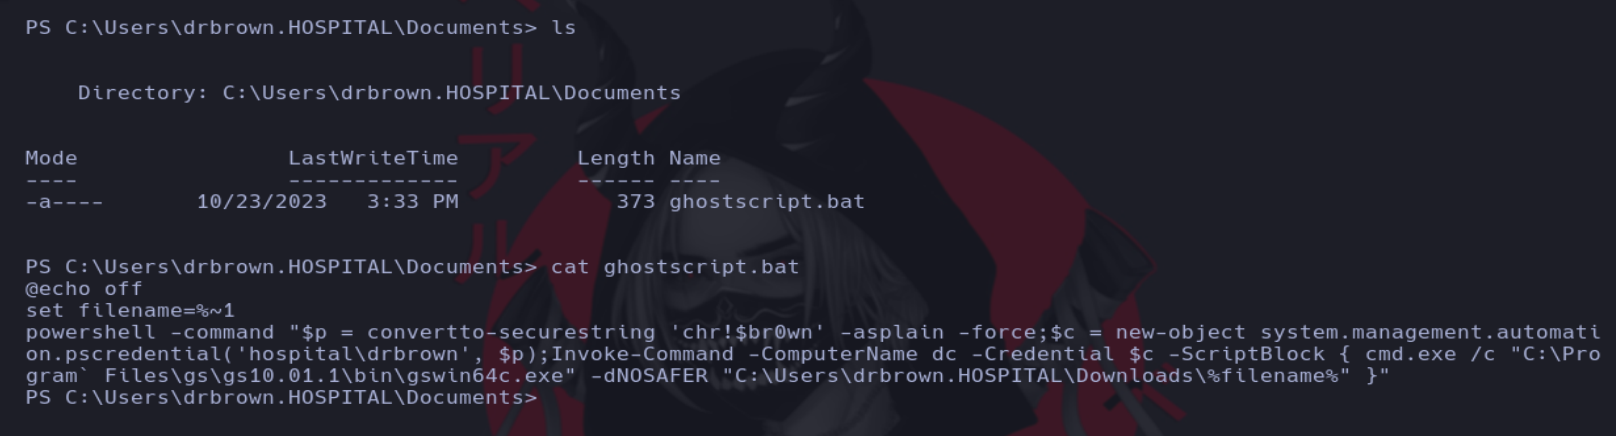 PS C:\Users\drbrown.HOSPITAL\Documents> ls
Directory: C:\Users\drbrown.HOSPITAL\Documents
Mode                LastWriteTime         Length Name
----                -------------         ------ ----
-a----       10/23/2023   3:33 PM            373 ghostscript.bat
PS C:\Users\drbrown.HOSPITAL\Documents> cat ghostscript.bat
@echo off
set filename=%~1
powershell -command "$p = convertto-securestring 'chr!$br0wn' -asplain -force;$c = new-object system.management.automati
on.pscredential('hospital\drbrown', $p);Invoke-Command -ComputerName dc -Credential $c -ScriptBlock { cmd.exe /c "C:\Pro
gram` Files\gs\gs10.01.1\bin\gswin64c.exe" -dNOSAFER "C:\Users\drbrown.HOSPITAL\Downloads\%filename%" }"
PS C:\Users\drbrown.HOSPITAL\Documents>